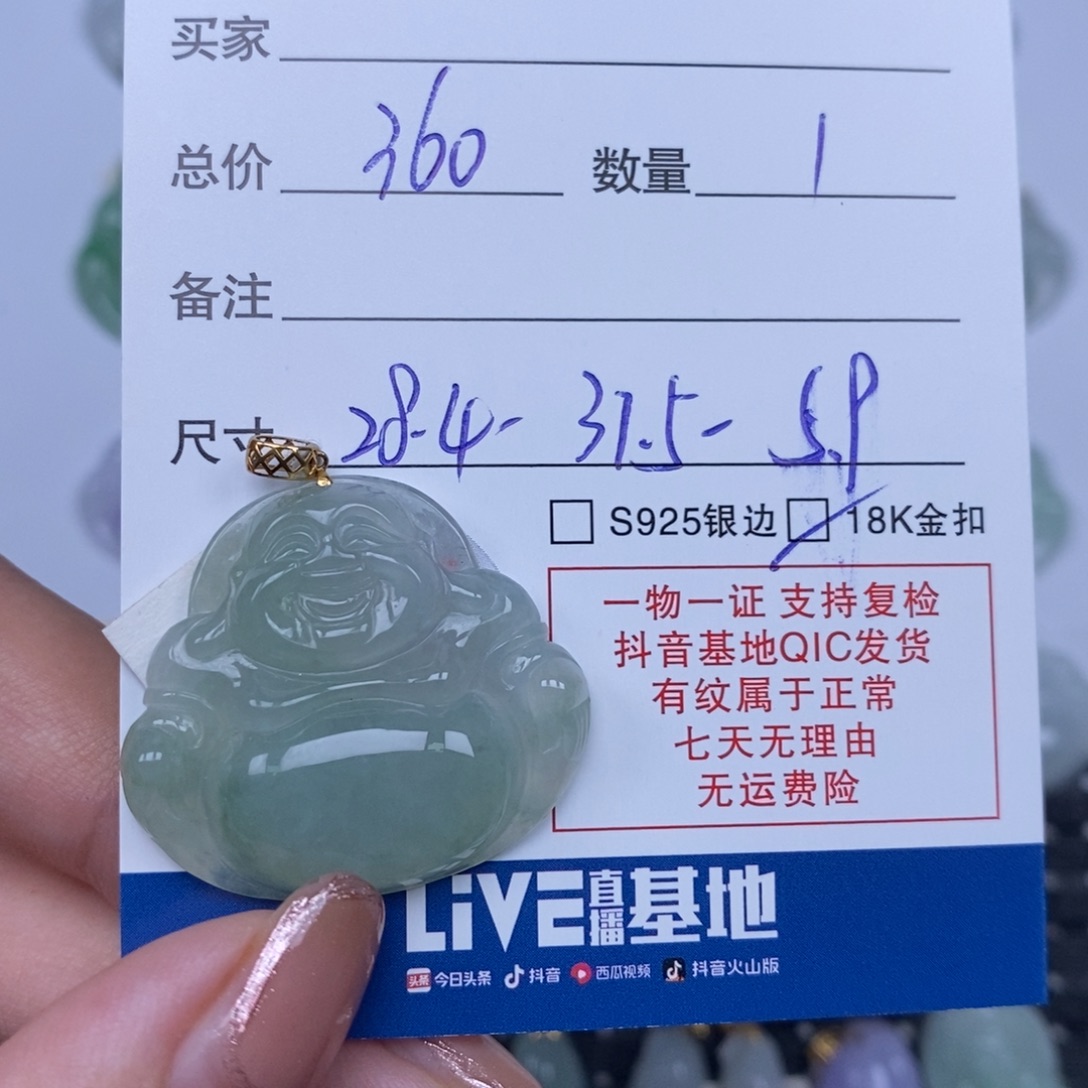 买家
总价 360 数量 1
备注
尺寸 28.4- 31.5- 5.9
S925银边 18K金扣
一物一证 支持复检
抖音基地QIC发货
有纹属于正常
七天无理由
无运费险
LiVE直播基地
头条 今日头条 抖音 西瓜视频 抖音火山版